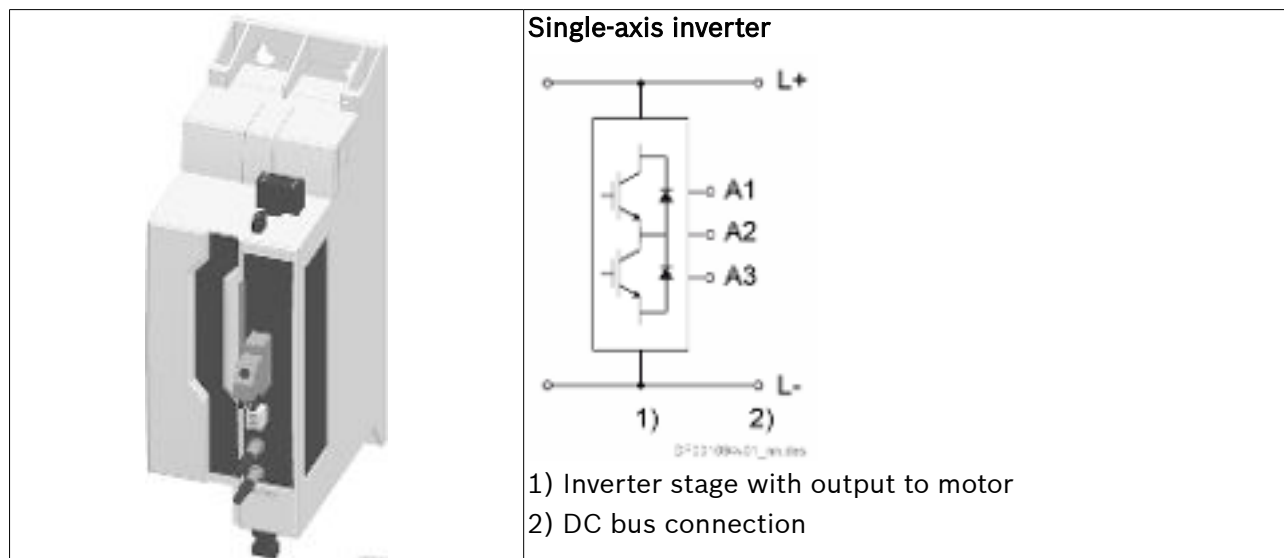 Single-axis inverter
L+
A1
A2
A3
L-
1) 2)
1) Inverter stage with output to motor
2) DC bus connection